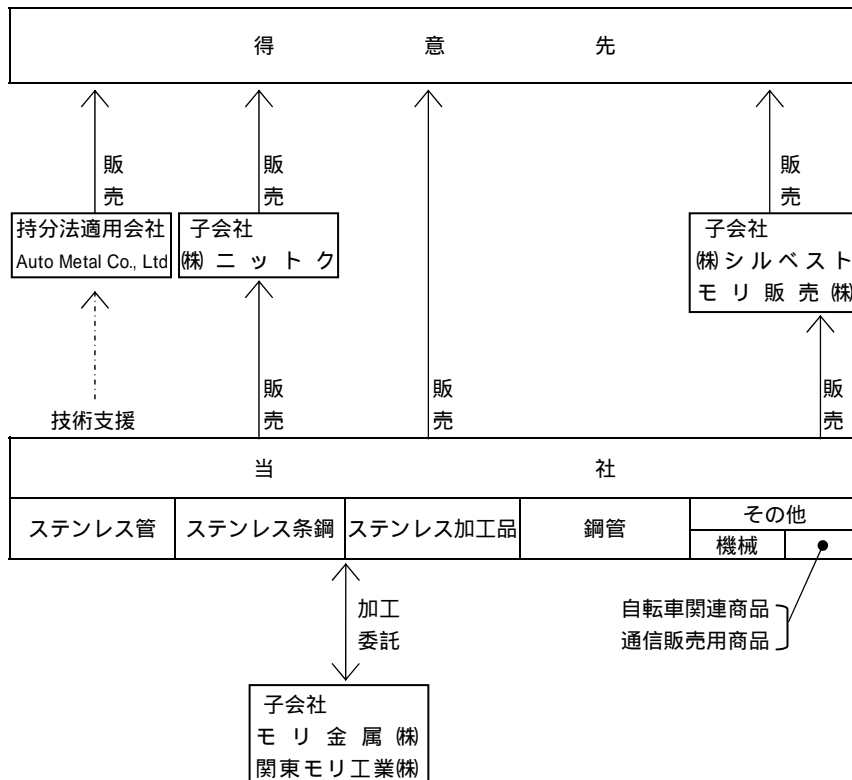 得意先
販売
販売
販売
販売
持分法適用会社
Auto Metal Co., Ltd
子会社
㈱ニットク
子会社
㈱シルベスト
モリ販売㈱
技術支援
販売
販売
当社
ステンレス管
ステンレス条鋼
ステンレス加工品
鋼管
その他
機械
加工
委託
自転車関連商品
通信販売用商品
子会社
モリ金属㈱
関東モリ工業㈱